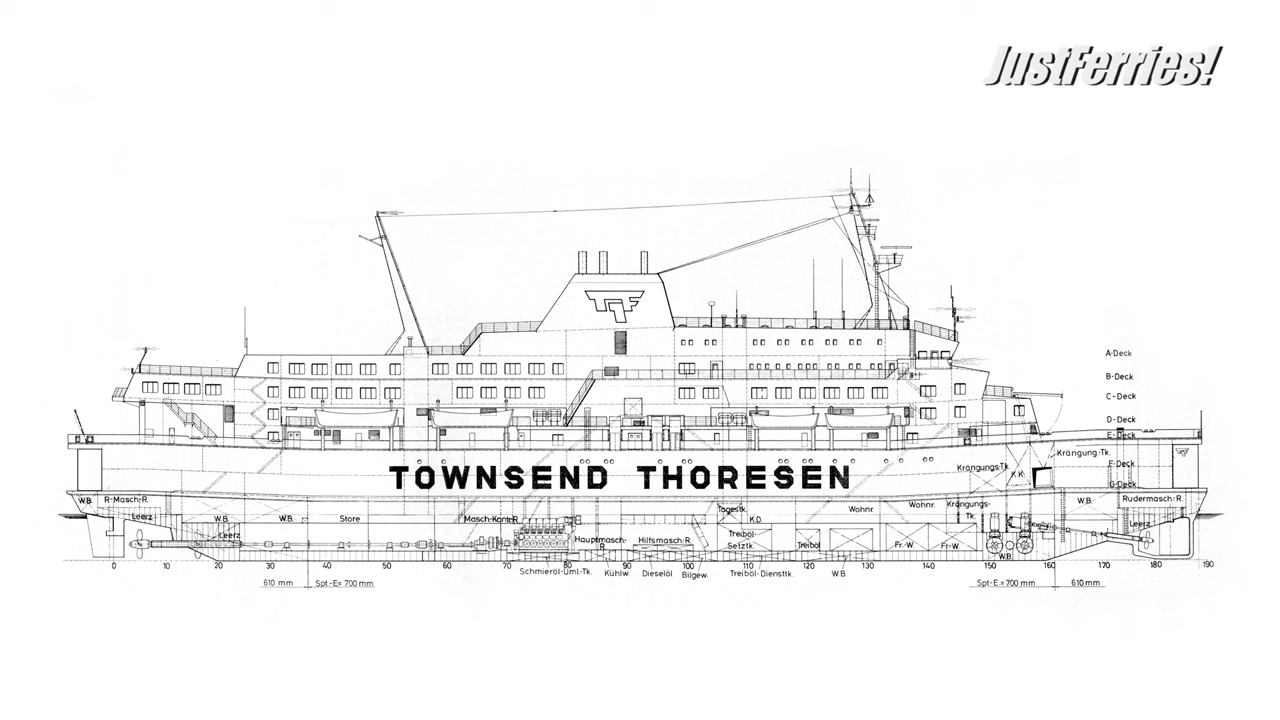 JustFerries!
TTF
A-Deck
B-Deck
C-Deck
D-Deck
E-Deck
F-Deck
G-Deck
TOWNSEND THORESEN
Krängungs-Tk.
K.K.
Krängung-Tk.
W.B.
R-Masch-R.
Leerz
W.B.
Leerz
W.B.
Store
Masch-Kontr-R
Hauptmasch-
R.
Hilfsmasch-R.
Tagestk.
K.D.
Treiböl-
Setztk.
Treiböl
Wohnr.
Wohnr.
Krängungs-
Tk.
Fr-W.
Fr-W.
W.B.
W.B.
Rudermasch-R.
Leerz
0 10 20 30 40 50 60 70 80 90 100 110 120 130 140 150 160 170 180 190
Schmieröl-Uml-Tk. Kühlw. Dieselöl Bilgew. Treiböl-Diensttk. W.B.
610 mm Spt-E= 700 mm Spt-E.= 700 mm 610 mm